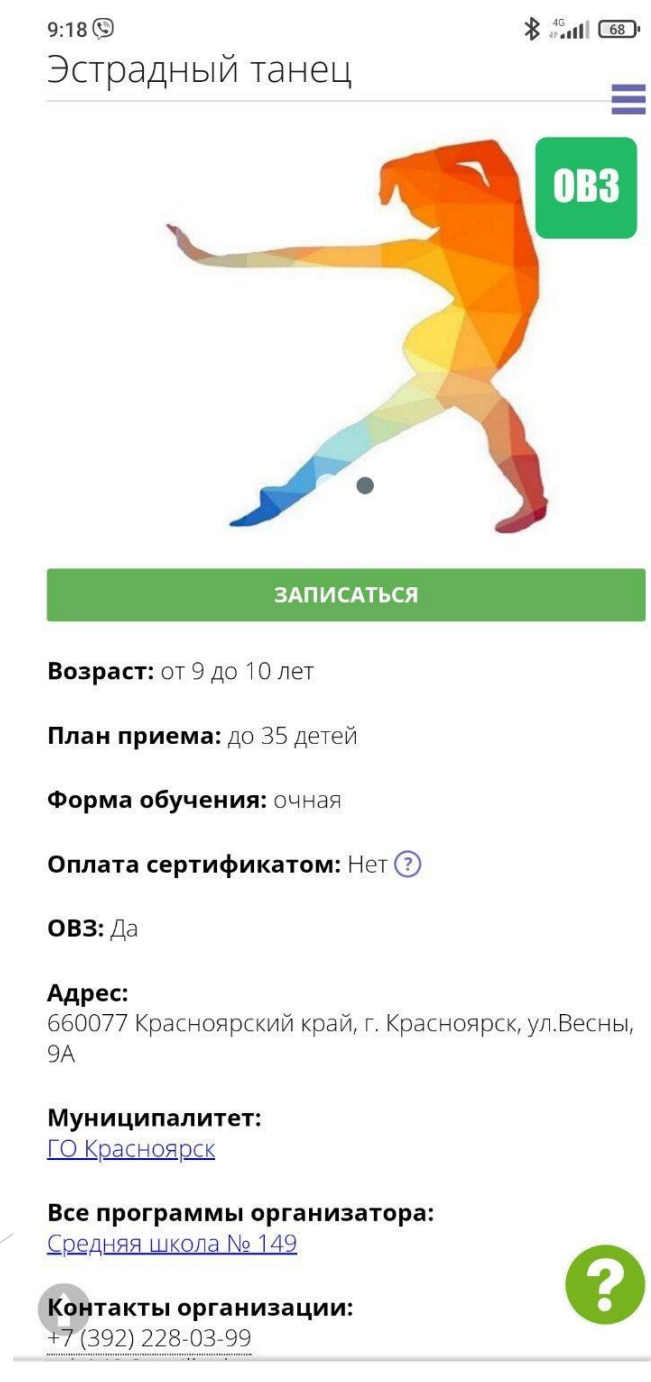 9:18
4G
68
Эстрадный танец
ОВЗ
ЗАПИСАТЬСЯ
Возраст: от 9 до 10 лет
План приема: до 35 детей
Форма обучения: очная
Оплата сертификатом: Нет ?
ОВЗ: Да
Адрес:
660077 Красноярский край, г. Красноярск, ул.Весны,
9А
Муниципалитет:
ГО Красноярск
Все программы организатора:
Средняя школа № 149
?
Контакты организации:
+7 (392) 228-03-99